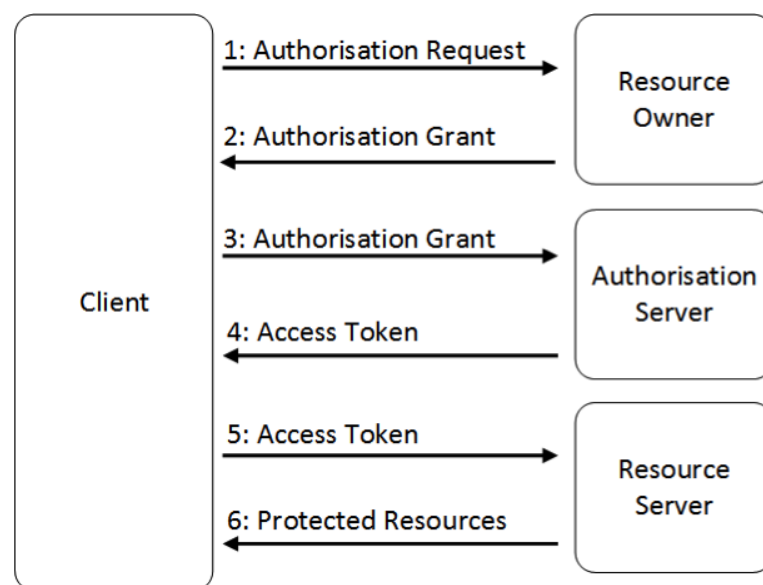 1: Authorisation Request
Resource
Owner
2: Authorisation Grant
3: Authorisation Grant
Authorisation
Server
Client
4: Access Token
5: Access Token
Resource
Server
6: Protected Resources